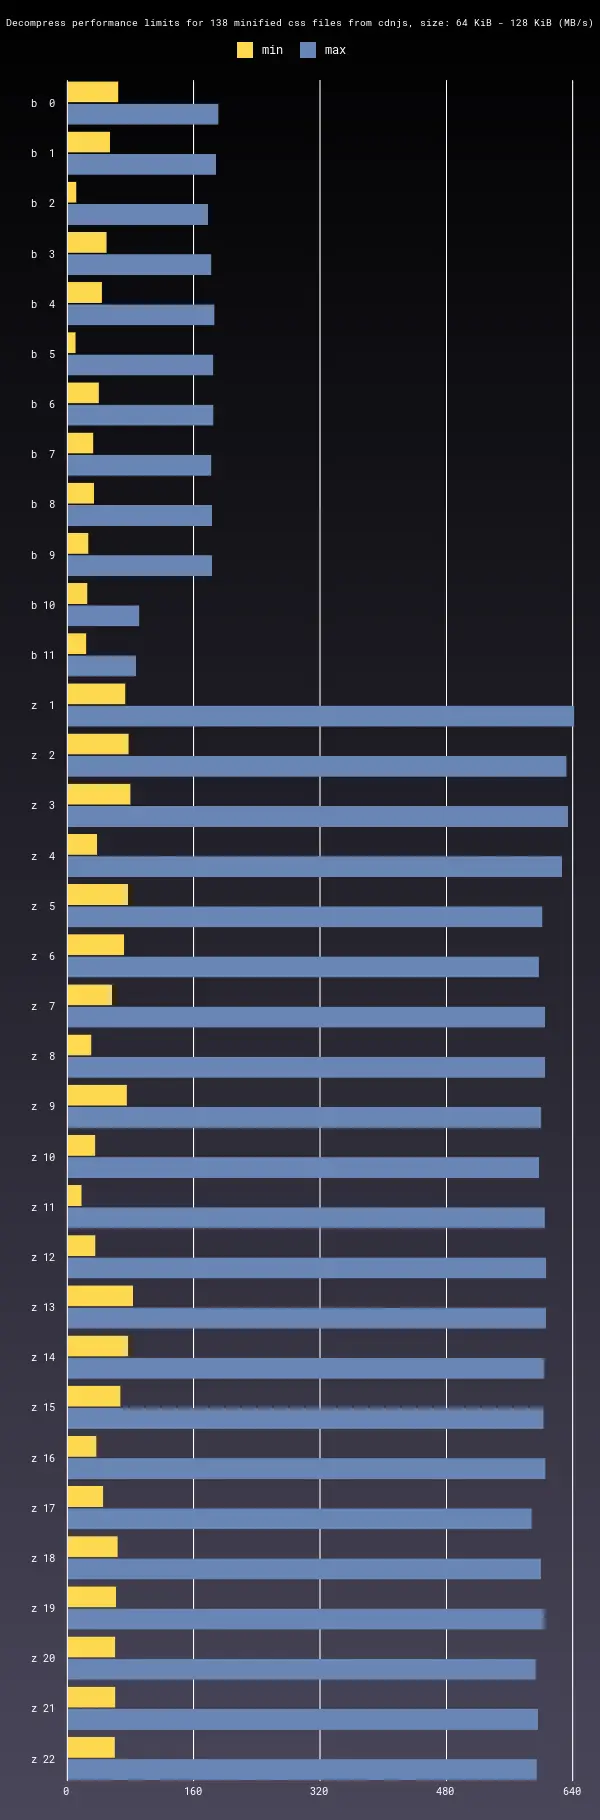 Decompress performance limits for 138 minified css files from cdnjs, size: 64 KiB - 128 KiB (MB/s)
min max
b 0
b 1
b 2
b 3
b 4
b 5
b 6
b 7
b 8
b 9
b 10
b 11
z 1
z 2
z 3
z 4
z 5
z 6
z 7
z 8
z 9
z 10
z 11
z 12
z 13
z 14
z 15
z 16
z 17
z 18
z 19
z 20
z 21
z 22
0 160 320 480 640